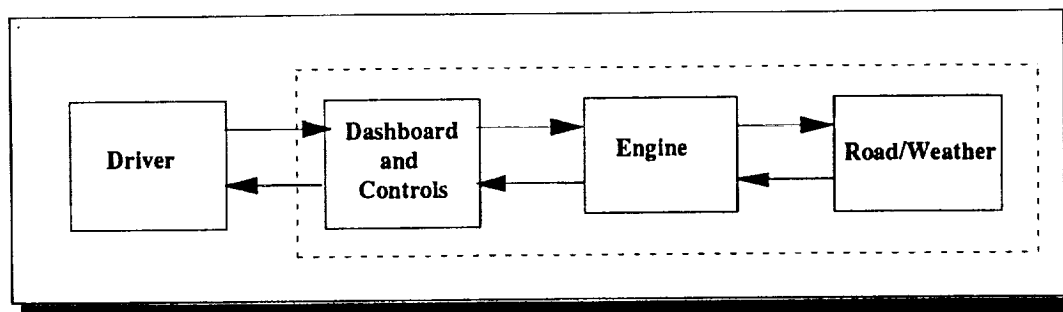 Driver
Dashboard
and
Controls
Engine
Road/Weather